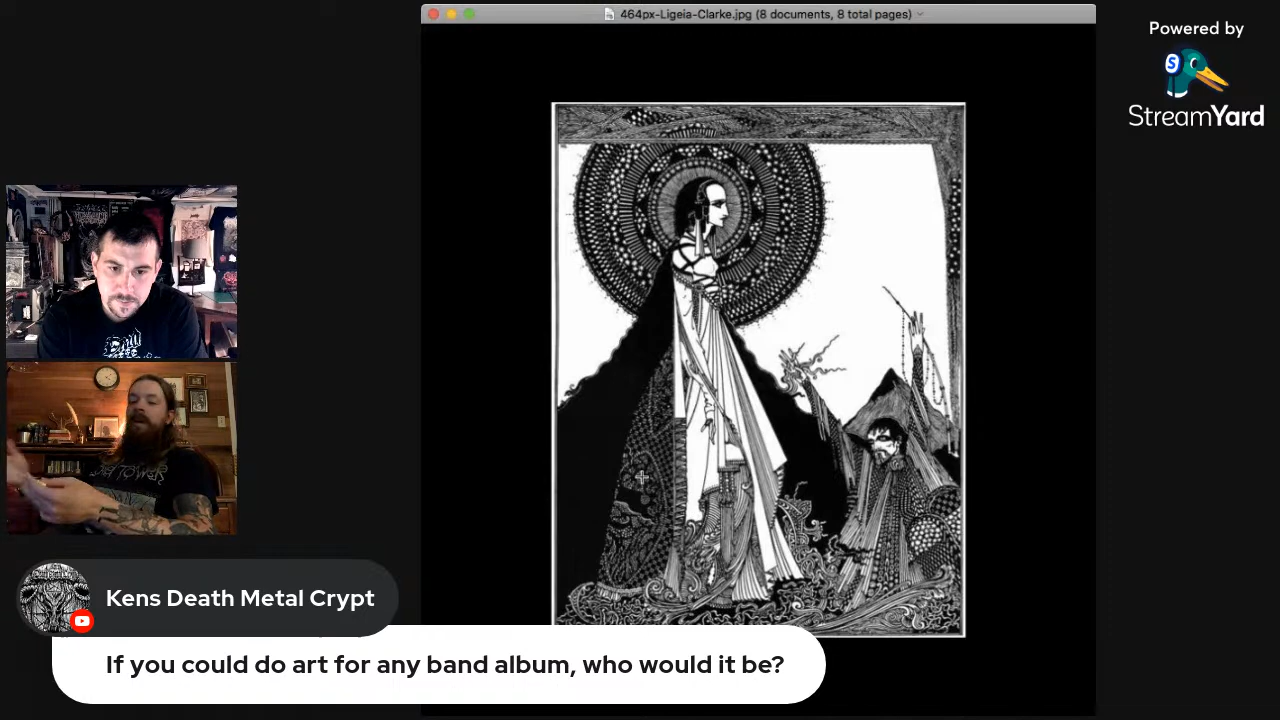 464px-Ligeia-Clarke.jpg (8 documents, 8 total pages)
Powered by
S
StreamYard
Kens Death Metal Crypt
If you could do art for any band album, who would it be?